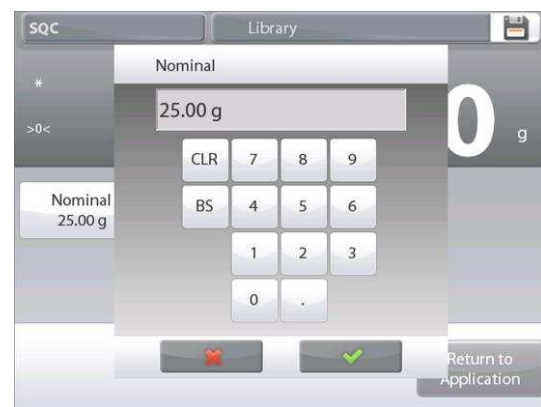 SQC
Library
Nominal
*
25.00 g
>0<
0 g
CLR 7 8 9
Nominal
25.00 g
BS 4 5 6
1 2 3
0 .
Return to
Application